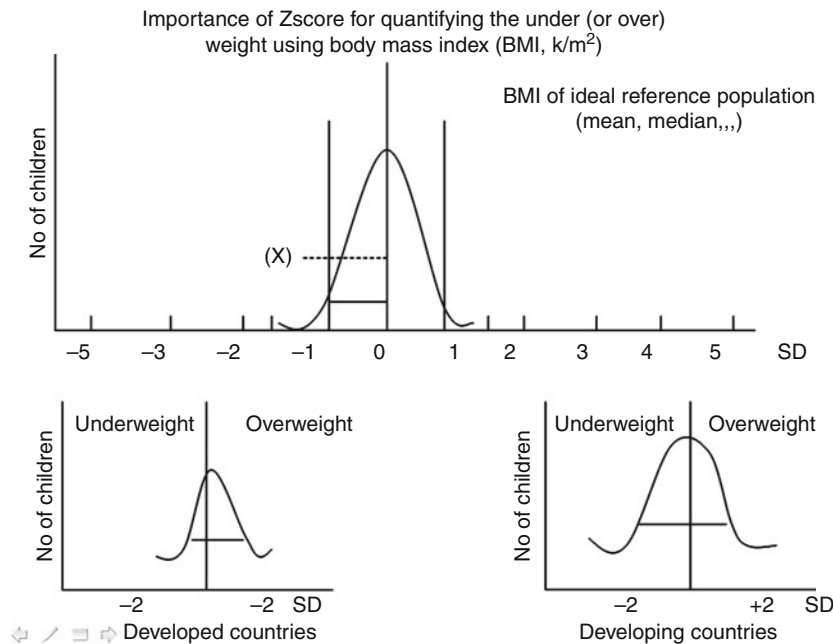 Importance of Zscore for quantifying the under (or over)
weight using body mass index (BMI, k/m²)
BMI of ideal reference population
(mean, median,,,)
No of children
(X)
–5 –3 –2 –1 0 1 2 3 4 5 SD
Underweight Overweight
No of children
–2 –2 SD
Developed countries
Underweight Overweight
No of children
–2 +2 SD
Developing countries